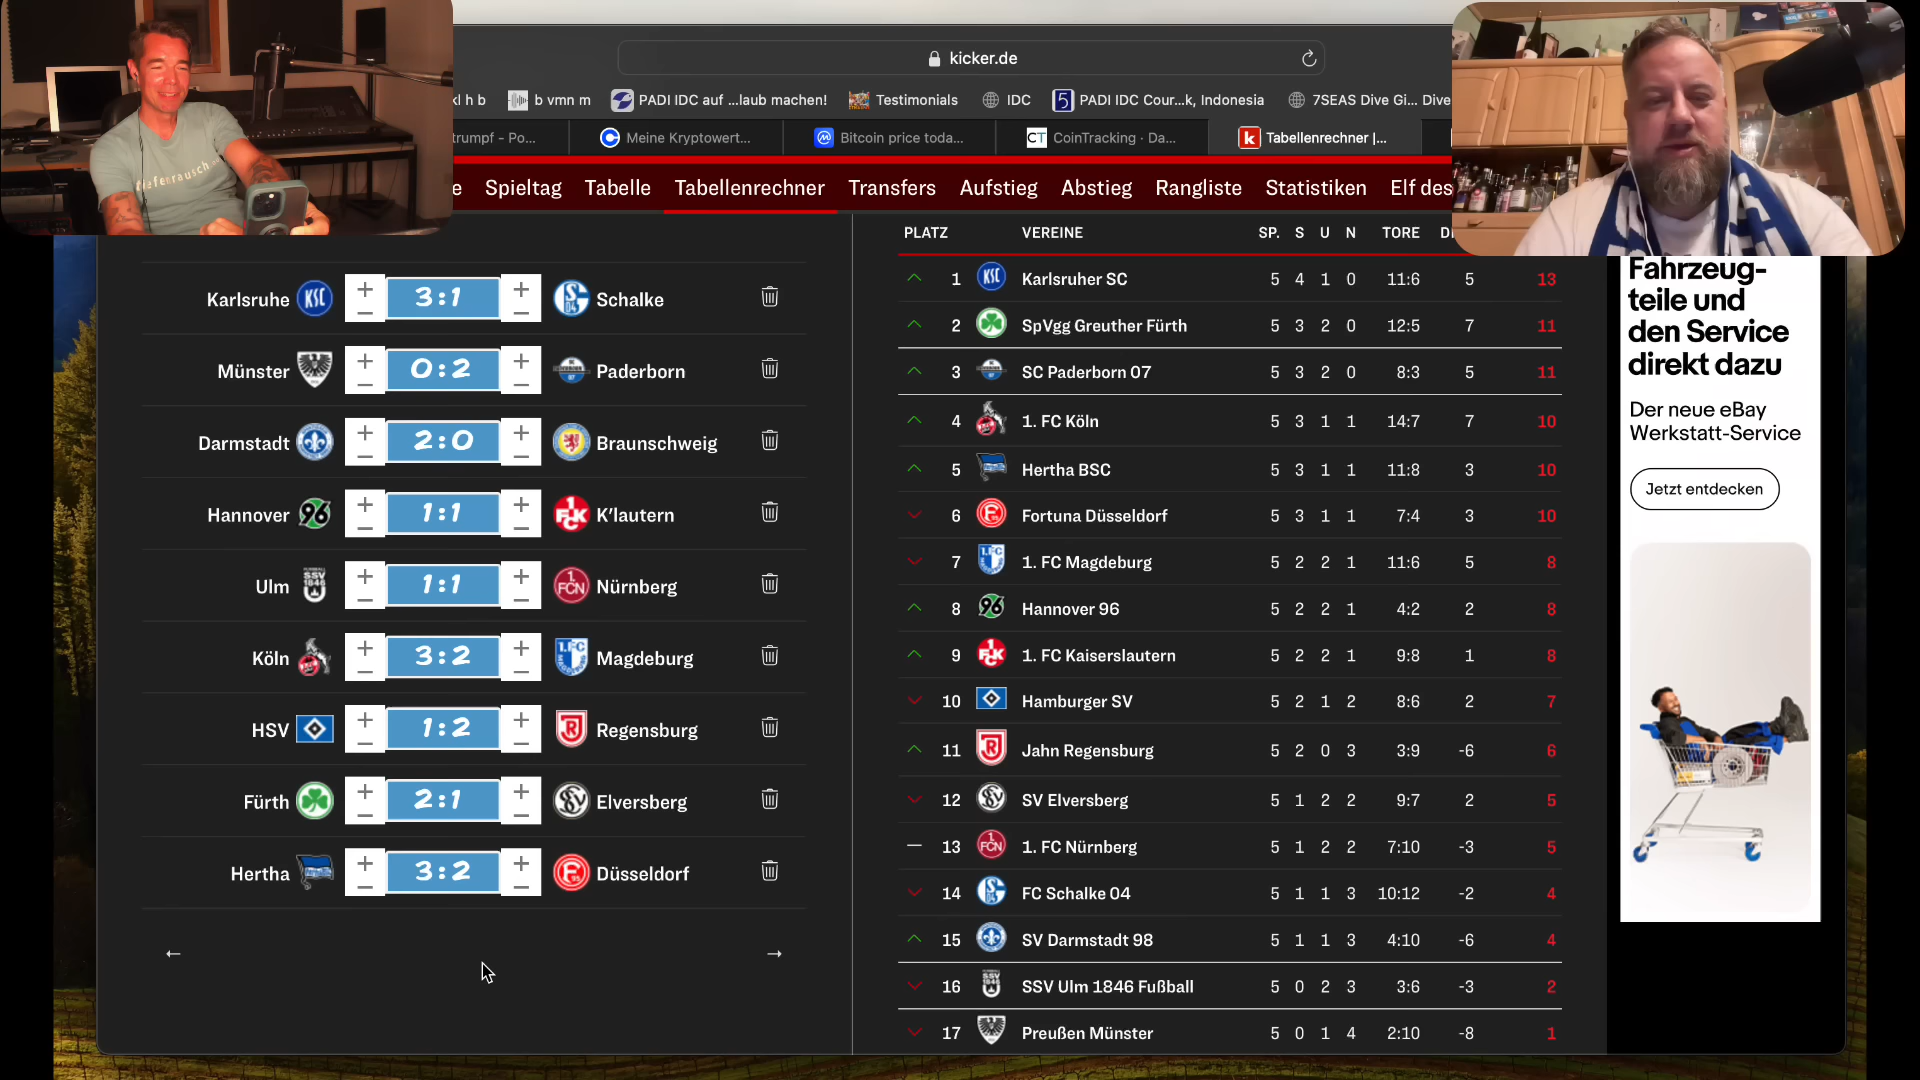 kicker.de
kl h b
b vmn m
PADI IDC auf ...laub machen!
Testimonials
IDC
PADI IDC Cour...k, Indonesia
7SEAS Dive Gi... Dive
trumpf - Po...
Meine Kryptowert...
Bitcoin price toda...
CT
CoinTracking · Da...
k
Tabellenrechner |...
e
Spieltag
Tabelle
Tabellenrechner
Transfers
Aufstieg
Abstieg
Rangliste
Statistiken
Elf des
tiefenrausch
Karlsruhe 3:1 Schalke
Münster 0:2 Paderborn
Darmstadt 2:0 Braunschweig
Hannover 1:1 K'lautern
Ulm 1:1 Nürnberg
Köln 3:2 Magdeburg
HSV 1:2 Regensburg
Fürth 2:1 Elversberg
Hertha 3:2 Düsseldorf
PLATZ VEREINE SP. S U N TORE DI
1 Karlsruher SC 5 4 1 0 11:6 5 13
2 SpVgg Greuther Fürth 5 3 2 0 12:5 7 11
3 SC Paderborn 07 5 3 2 0 8:3 5 11
4 1. FC Köln 5 3 1 1 14:7 7 10
5 Hertha BSC 5 3 1 1 11:8 3 10
6 Fortuna Düsseldorf 5 3 1 1 7:4 3 10
7 1. FC Magdeburg 5 2 2 1 11:6 5 8
8 Hannover 96 5 2 2 1 4:2 2 8
9 1. FC Kaiserslautern 5 2 2 1 9:8 1 8
10 Hamburger SV 5 2 1 2 8:6 2 7
11 Jahn Regensburg 5 2 0 3 3:9 -6 6
12 SV Elversberg 5 1 2 2 9:7 2 5
13 1. FC Nürnberg 5 1 2 2 7:10 -3 5
14 FC Schalke 04 5 1 1 3 10:12 -2 4
15 SV Darmstadt 98 5 1 1 3 4:10 -6 4
16 SSV Ulm 1846 Fußball 5 0 2 3 3:6 -3 2
17 Preußen Münster 5 0 1 4 2:10 -8 1
Fahrzeug-
teile und
den Service
direkt dazu
Der neue eBay
Werkstatt-Service
Jetzt entdecken